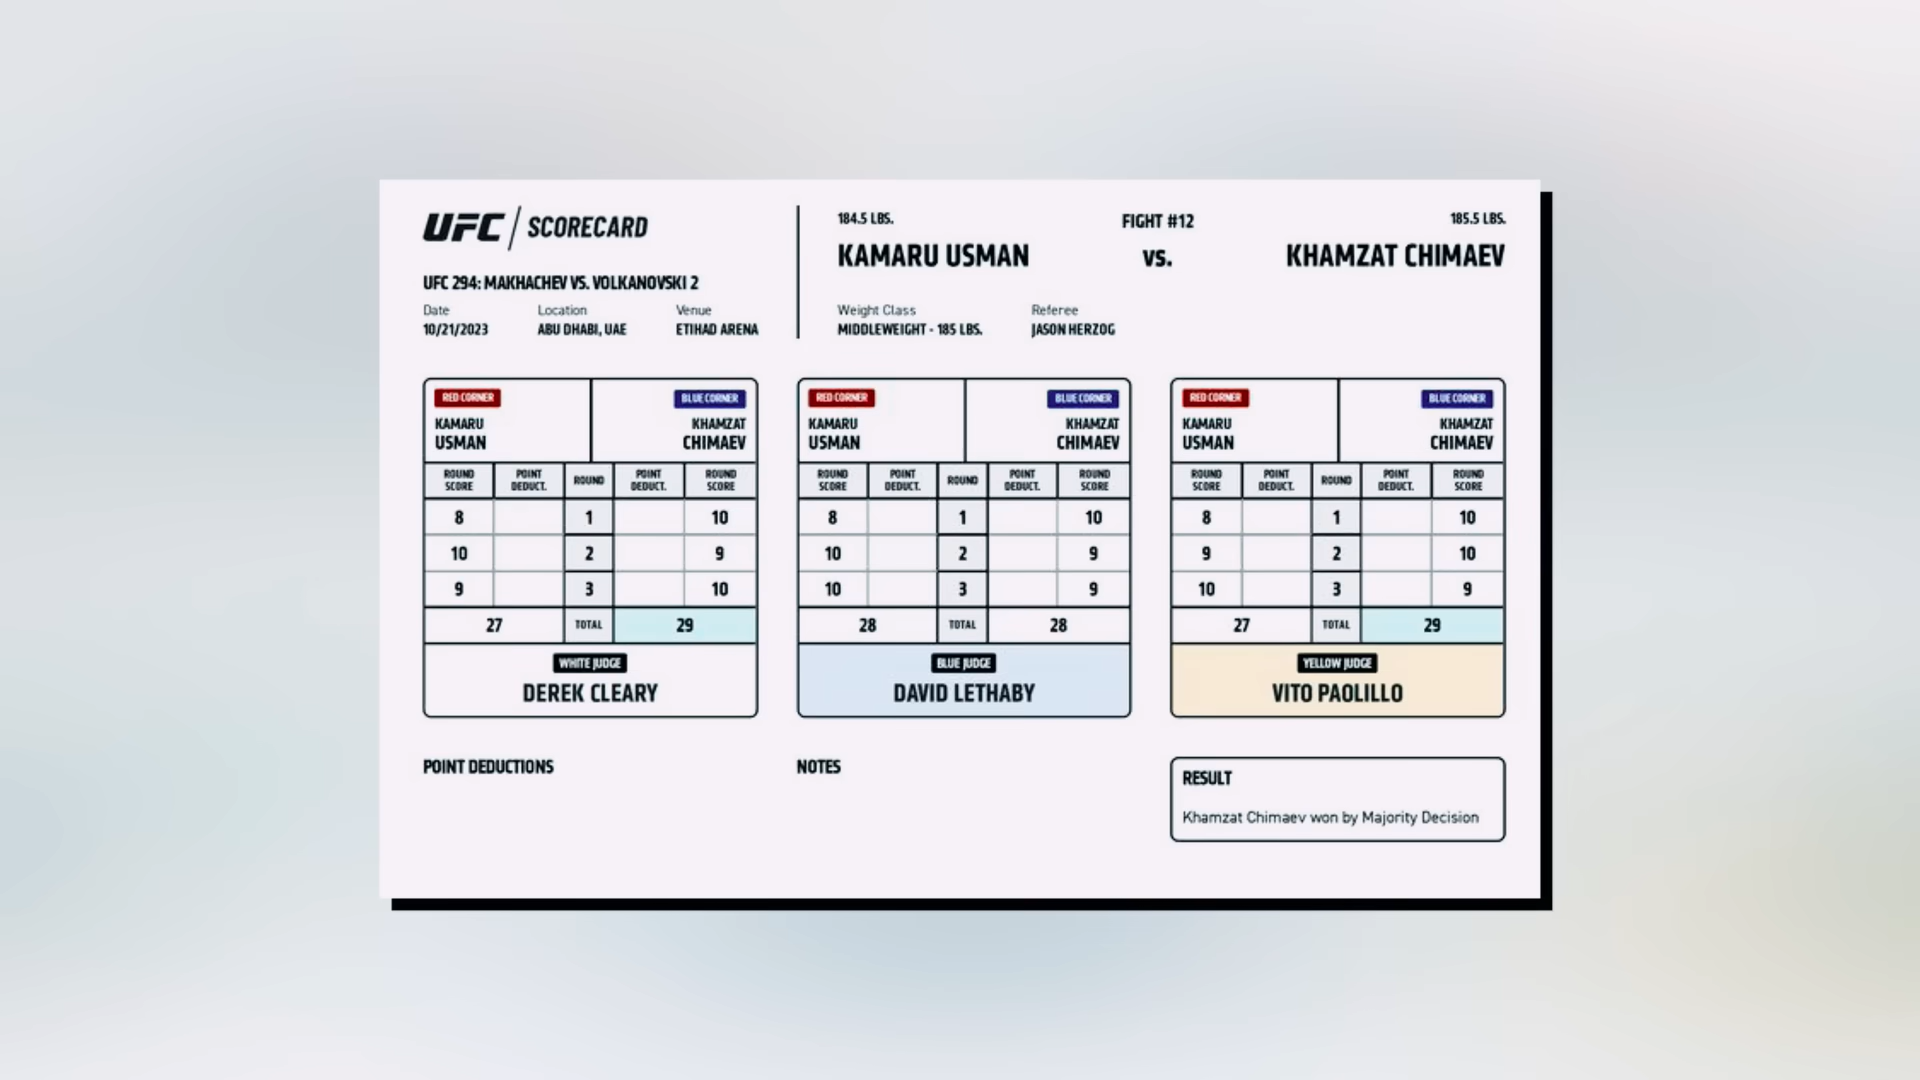 UFC / SCORECARD
UFC 294: MAKHACHEV VS. VOLKANOVSKI 2
Date Location Venue
10/21/2023 ABU DHABI, UAE ETIHAD ARENA
184.5 LBS. FIGHT #12 185.5 LBS.
KAMARU USMAN VS. KHAMZAT CHIMAEV
Weight Class Referee
MIDDLEWEIGHT - 185 LBS. JASON HERZOG
RED CORNER BLUE CORNER
KAMARU KHAMZAT
USMAN CHIMAEV
ROUND POINT ROUND POINT ROUND
SCORE DEDUCT. DEDUCT. SCORE
8 1 10
10 2 9
9 3 10
27 TOTAL 29
WHITE JUDGE
DEREK CLEARY
RED CORNER BLUE CORNER
KAMARU KHAMZAT
USMAN CHIMAEV
ROUND POINT ROUND POINT ROUND
SCORE DEDUCT. DEDUCT. SCORE
8 1 10
10 2 9
10 3 9
28 TOTAL 28
BLUE JUDGE
DAVID LETHABY
RED CORNER BLUE CORNER
KAMARU KHAMZAT
USMAN CHIMAEV
ROUND POINT ROUND POINT ROUND
SCORE DEDUCT. DEDUCT. SCORE
8 1 10
9 2 10
10 3 9
27 TOTAL 29
YELLOW JUDGE
VITO PAOLILLO
POINT DEDUCTIONS
NOTES
RESULT
Khamzat Chimaev won by Majority Decision